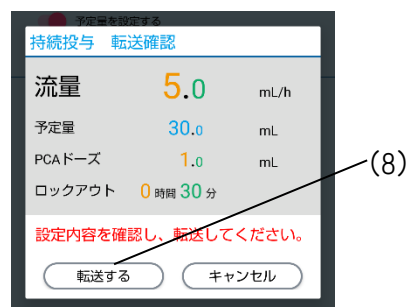 予定量を設定する
持続投与 転送確認
流量 5.0 mL/h
予定量 30.0 mL
PCAドーズ 1.0 mL
ロックアウト 0 時間 30 分
(8)
設定内容を確認し、転送してください。
転送する キャンセル